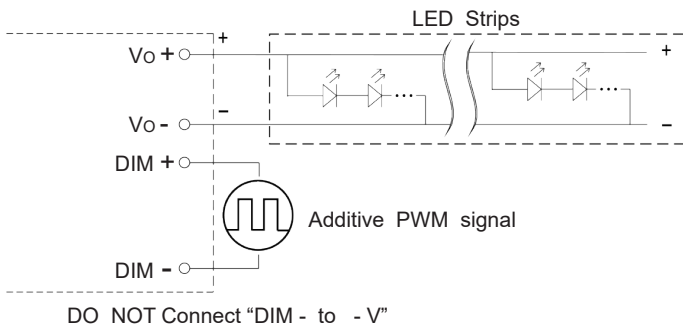 LED Strips
Vo + + +
Vo - - -
DIM +
Additive PWM signal
DIM -
DO NOT Connect “DIM - to - V”